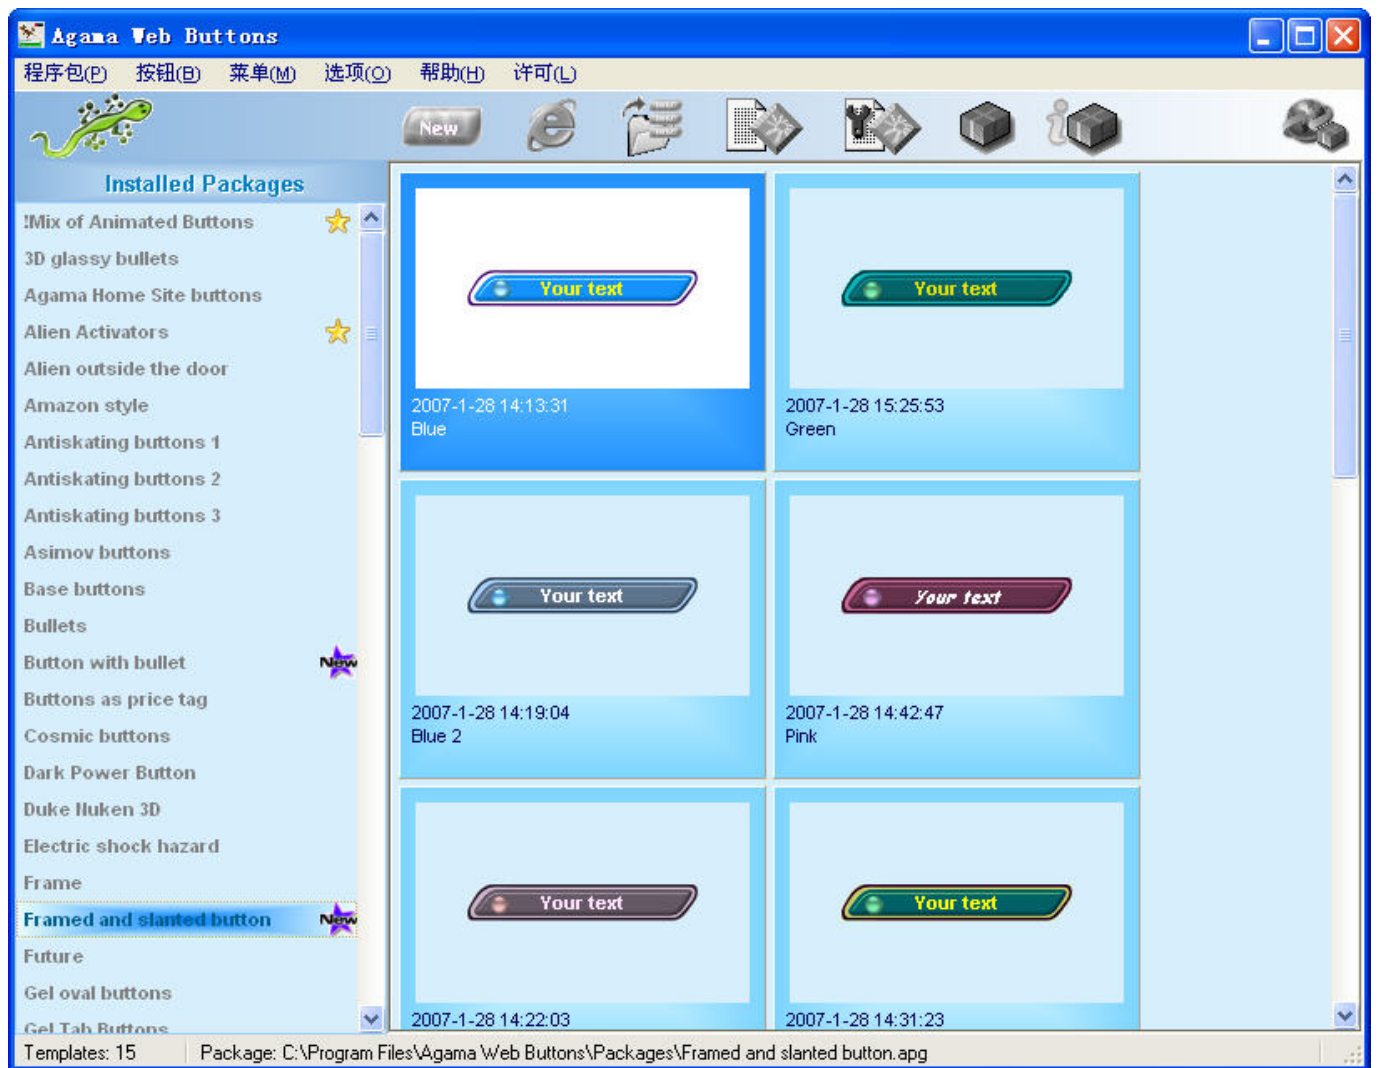 Agama Web Buttons
程序包(P) 按钮(B) 菜单(M) 选项(O) 帮助(H) 许可(L)
New
Installed Packages
!Mix of Animated Buttons
3D glassy bullets
Agama Home Site buttons
Alien Activators
Alien outside the door
Amazon style
Antiskating buttons 1
Antiskating buttons 2
Antiskating buttons 3
Asimov buttons
Base buttons
Bullets
Button with bullet New
Buttons as price tag
Cosmic buttons
Dark Power Button
Duke Nuken 3D
Electric shock hazard
Frame
Framed and slanted button New
Future
Gel oval buttons
Gel Tab Buttons
Your text
2007-1-28 14:13:31
Blue
Your text
2007-1-28 15:25:53
Green
Your text
2007-1-28 14:19:04
Blue 2
Your text
2007-1-28 14:42:47
Pink
Your text
2007-1-28 14:22:03
Your text
2007-1-28 14:31:23
Templates: 15 Package: C:\Program Files\Agama Web Buttons\Packages\Framed and slanted button.apg